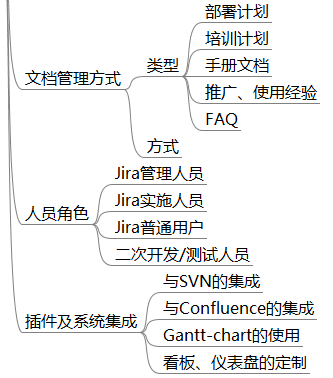 部署计划
培训计划
类型
手册文档
文档管理方式
推广、使用经验
FAQ
方式
Jira管理人员
Jira实施人员
人员角色
Jira普通用户
二次开发/测试人员
与SVN的集成
与Confluence的集成
插件及系统集成
Gantt-chart的使用
看板、仪表盘的定制